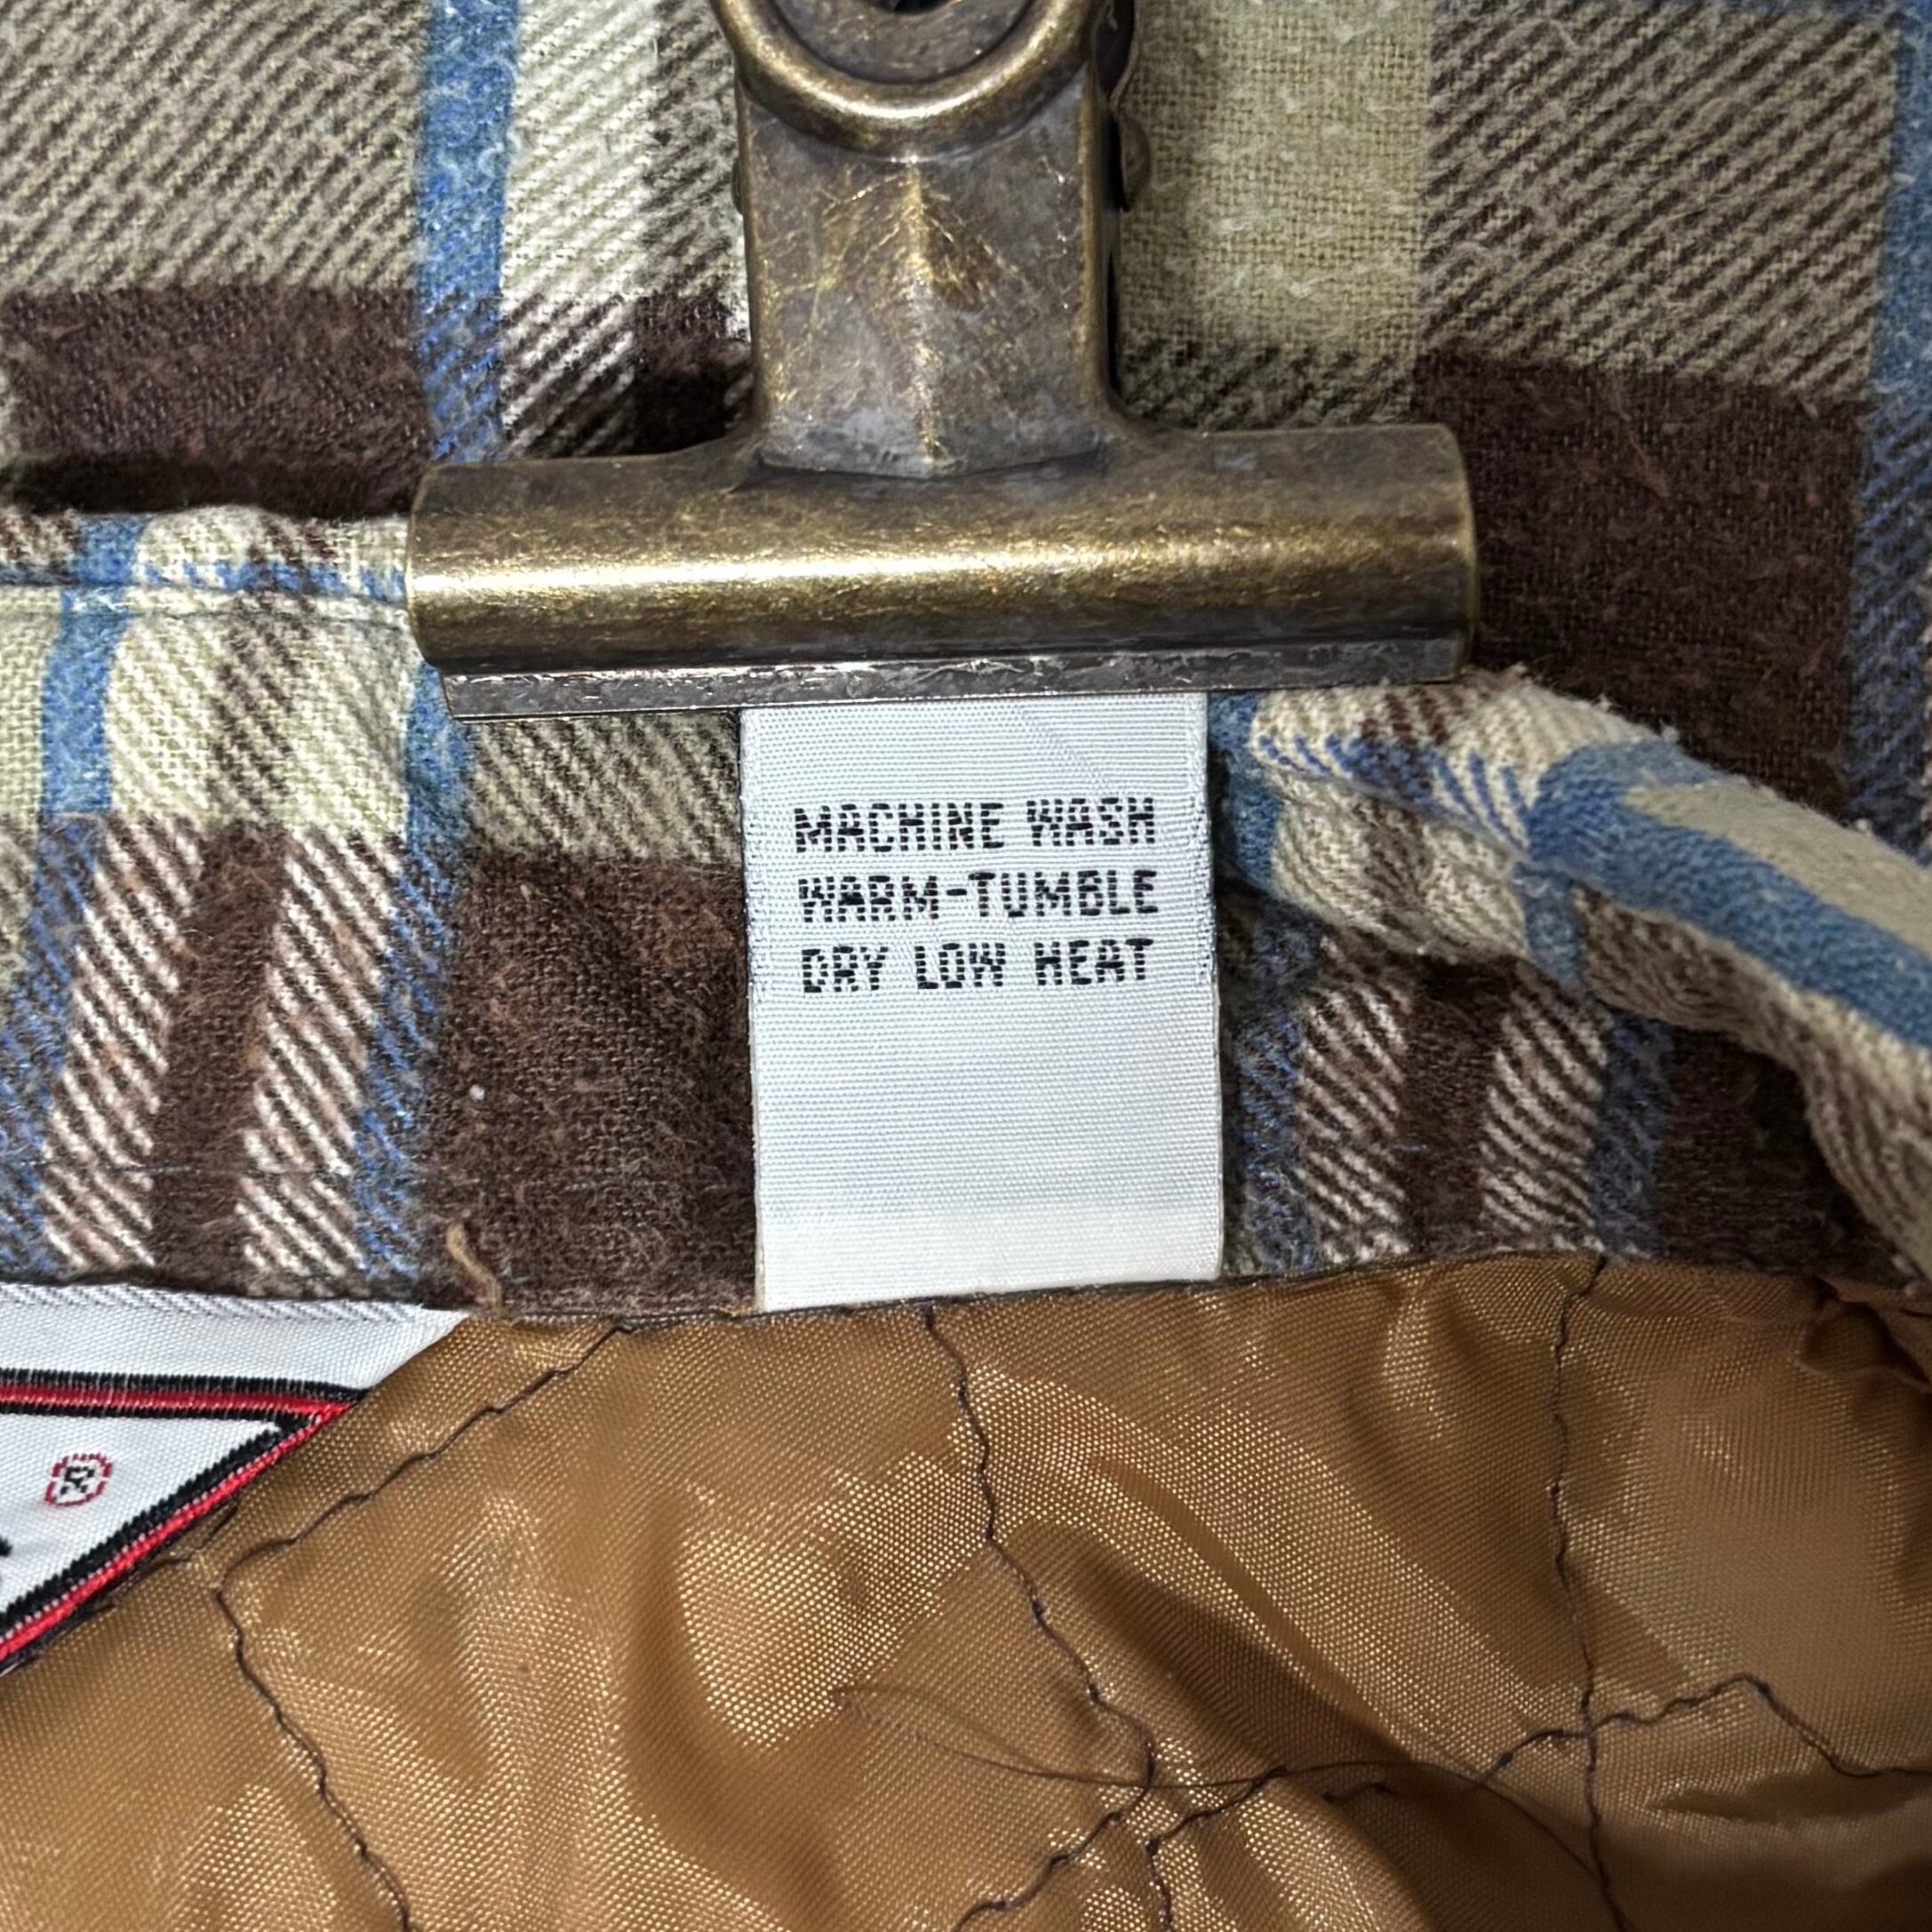 MACHINE WASH
WARM-TUMBLE
DRY LOW HEAT
®